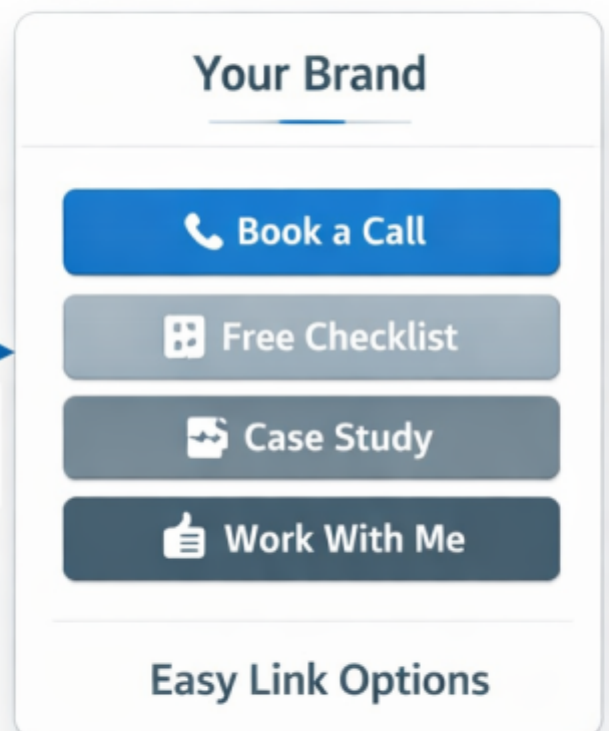 Your Brand
Book a Call
Free Checklist
Case Study
Work With Me
Easy Link Options